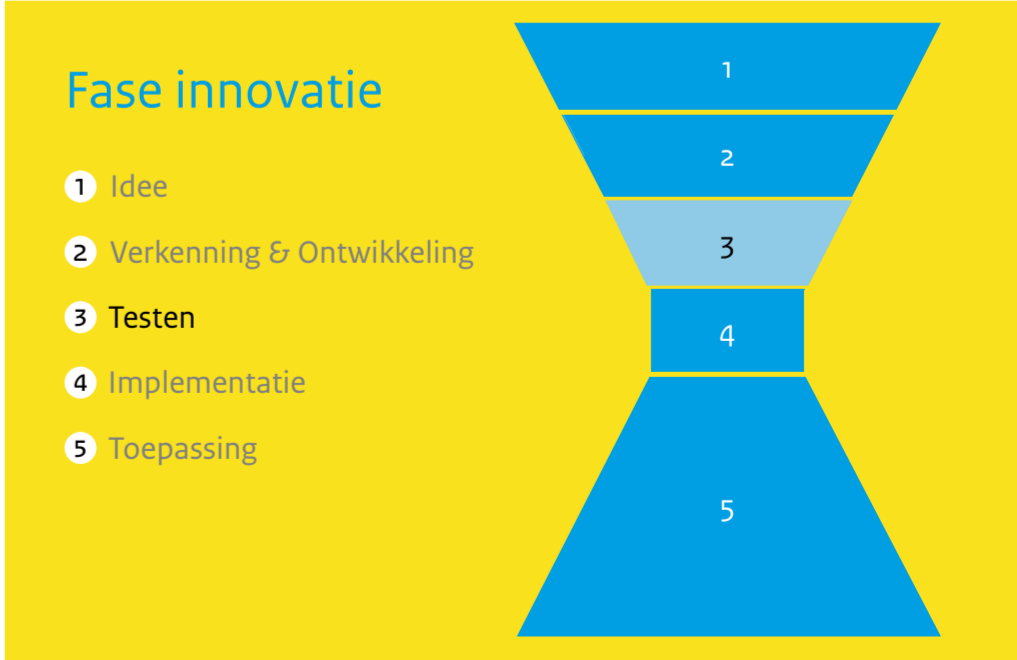 Fase innovatie
1 Idee
2 Verkenning & Ontwikkeling
3 Testen
4 Implementatie
5 Toepassing
1
2
3
4
5